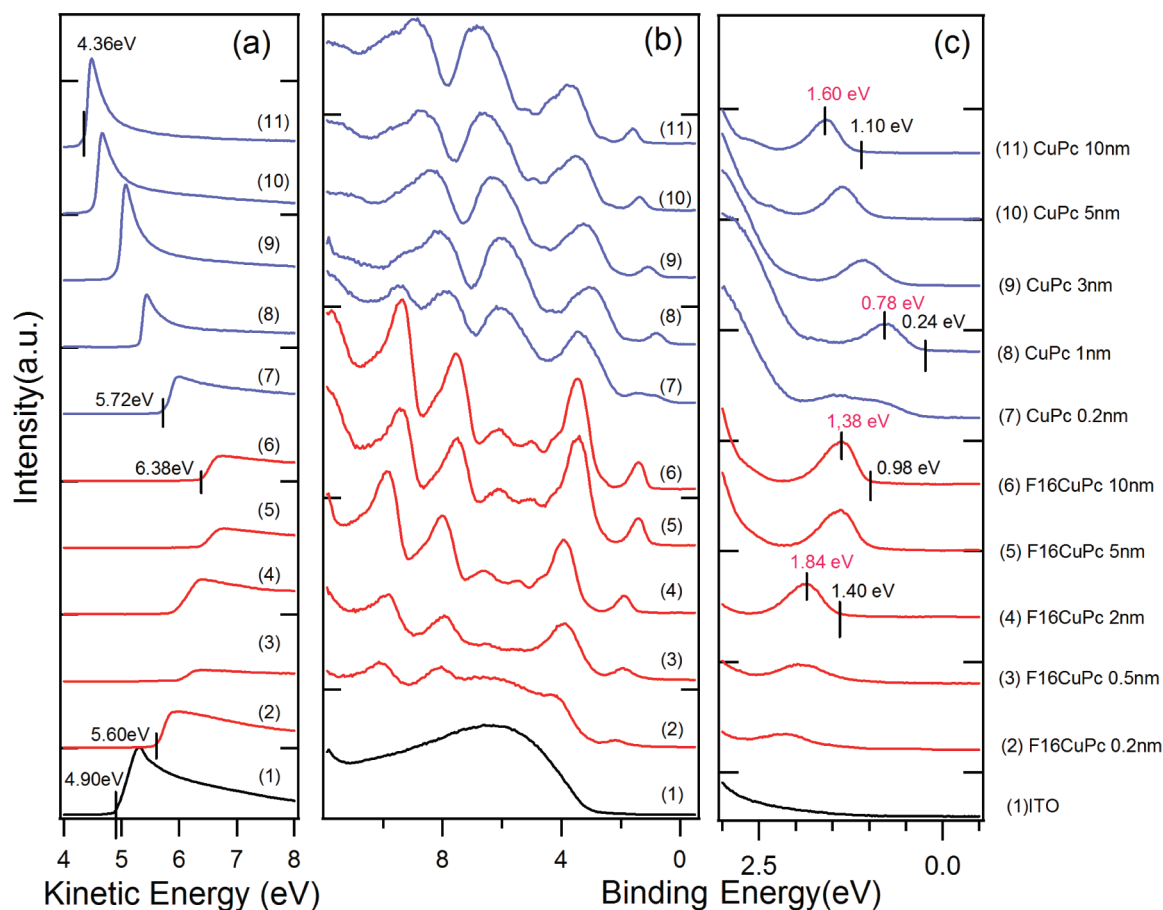 (a)
4.36eV
(11)
(10)
(9)
(8)
5.72eV
(7)
6.38eV
(6)
(5)
(4)
(3)
5.60eV
(2)
4.90eV
(1)
4 5 6 7 8
Kinetic Energy (eV)
Intensity(a.u.)
(b)
(11)
(10)
(9)
(8)
(7)
(6)
(5)
(4)
(3)
(2)
(1)
8 4 0
(c)
1.60 eV
1.10 eV
0.78 eV
0.24 eV
1,38 eV
0.98 eV
1.84 eV
1.40 eV
2.5 0.0
Binding Energy(eV)
(11) CuPc 10nm
(10) CuPc 5nm
(9) CuPc 3nm
(8) CuPc 1nm
(7) CuPc 0.2nm
(6) F16CuPc 10nm
(5) F16CuPc 5nm
(4) F16CuPc 2nm
(3) F16CuPc 0.5nm
(2) F16CuPc 0.2nm
(1)ITO